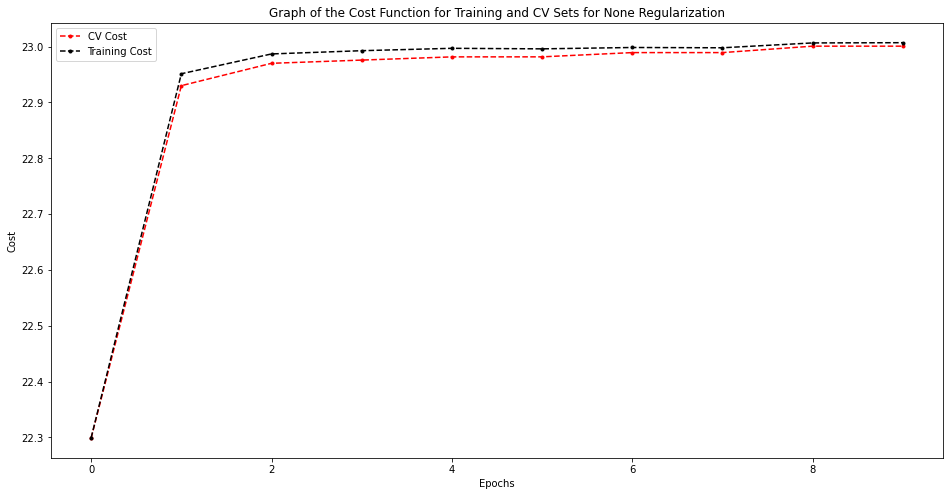 Graph of the Cost Function for Training and CV Sets for None Regularization
CV Cost
Training Cost
23.0
22.9
22.8
22.7
22.6
22.5
22.4
22.3
Cost
0 2 4 6 8
Epochs